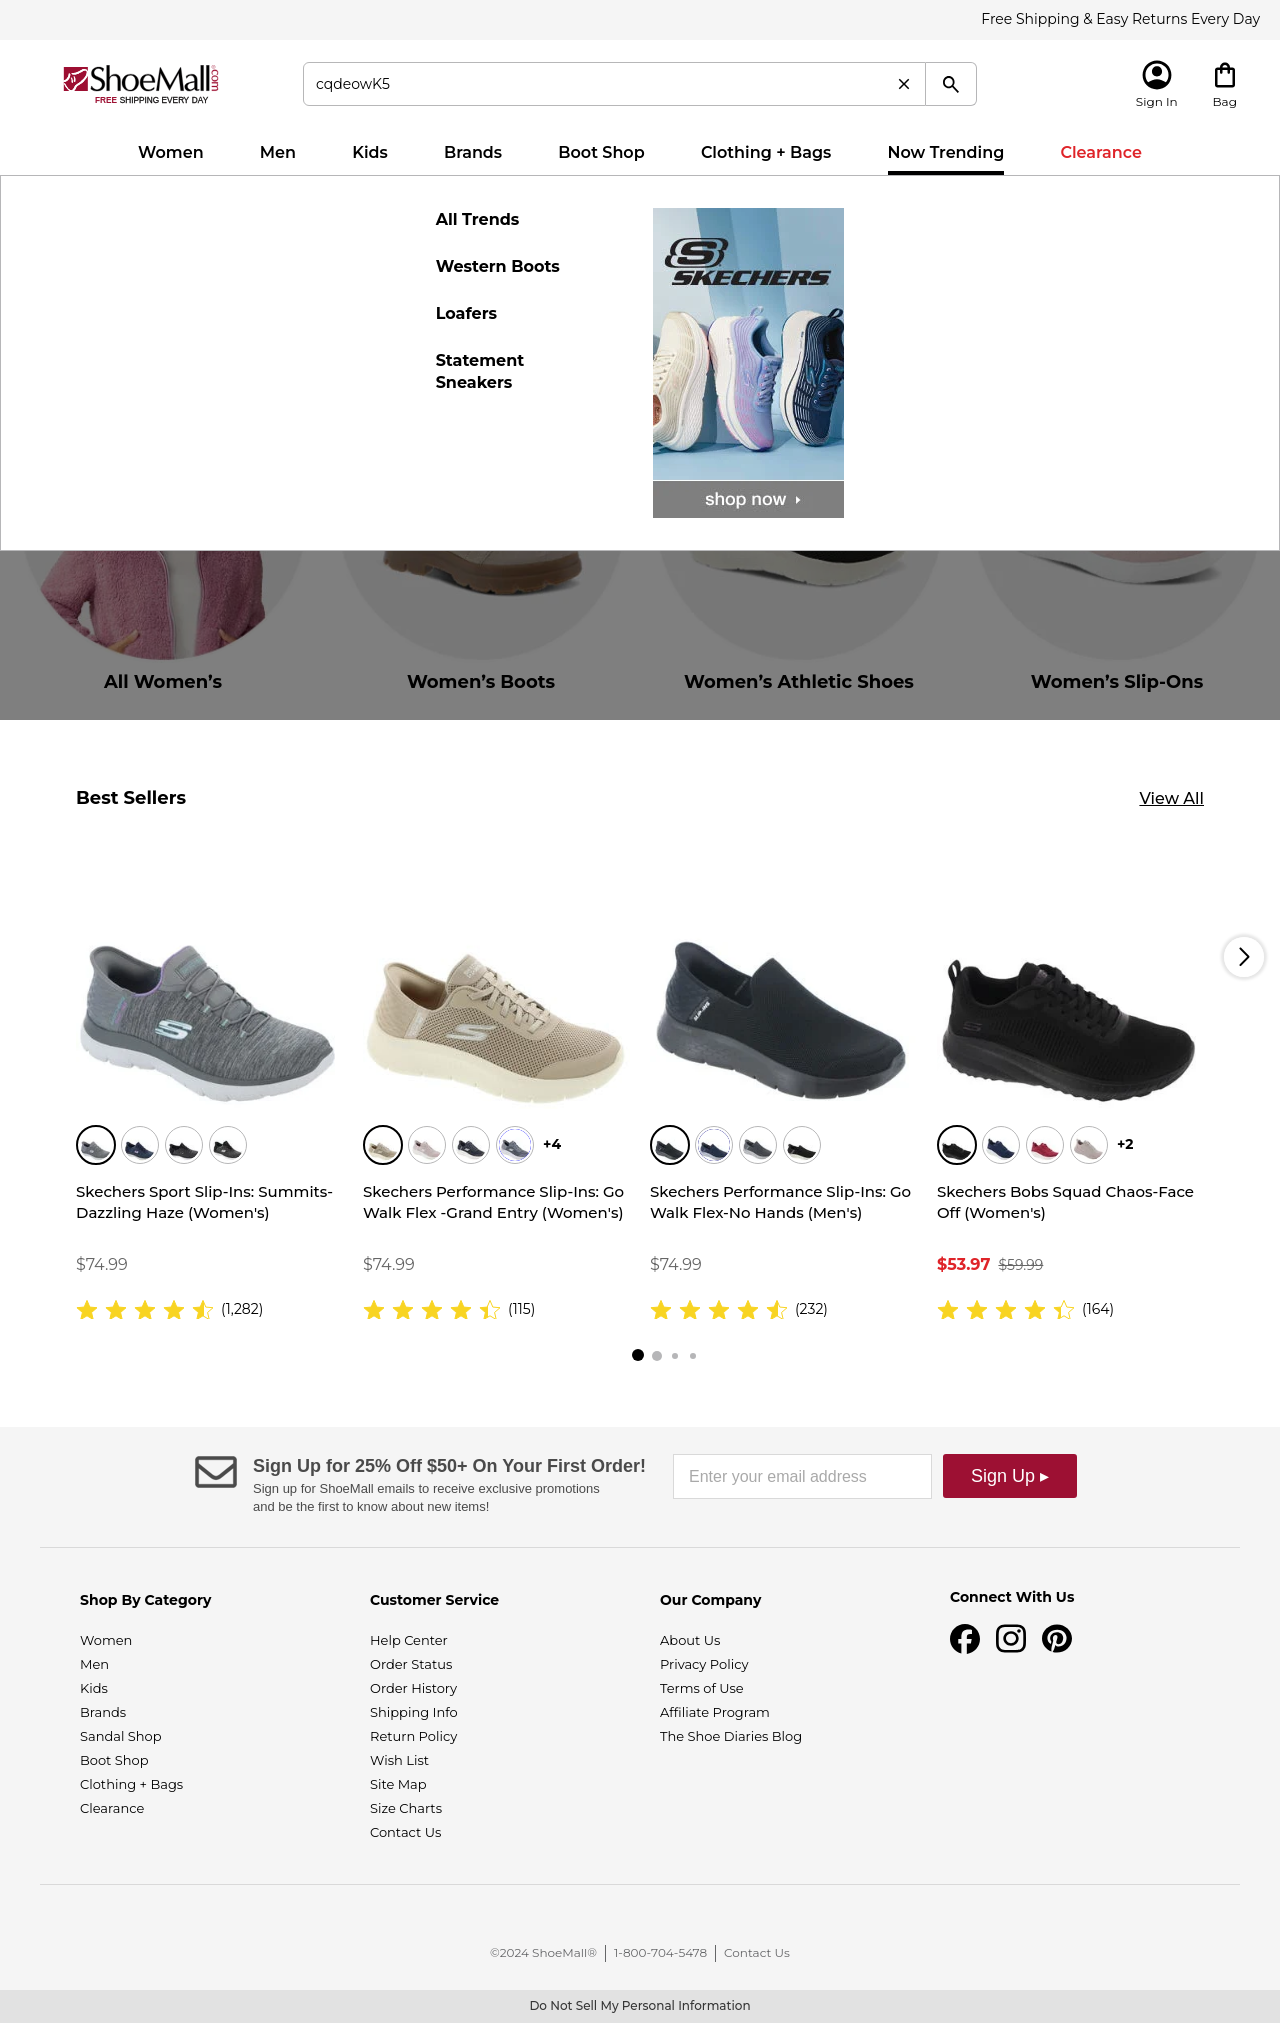 Free Shipping & Easy Returns Every Day
ShoeMall.com
FREE SHIPPING EVERY DAY
cqdeowK5
Sign In
Bag
Women
Men
Kids
Brands
Boot Shop
Clothing + Bags
Now Trending
Clearance
All Trends
Western Boots
Loafers
Statement
Sneakers
S
SKECHERS
shop now
All Women’s
Women’s Boots
Women’s Athletic Shoes
Women’s Slip-Ons
Best Sellers
View All
+4
+2
Skechers Sport Slip-Ins: Summits-
Dazzling Haze (Women's)
$74.99
(1,282)
Skechers Performance Slip-Ins: Go
Walk Flex -Grand Entry (Women's)
$74.99
(115)
Skechers Performance Slip-Ins: Go
Walk Flex-No Hands (Men's)
$74.99
(232)
Skechers Bobs Squad Chaos-Face
Off (Women's)
$53.97 $59.99
(164)
Sign Up for 25% Off $50+ On Your First Order!
Sign up for ShoeMall emails to receive exclusive promotions
and be the first to know about new items!
Enter your email address
Sign Up ▸
Shop By Category
Women
Men
Kids
Brands
Sandal Shop
Boot Shop
Clothing + Bags
Clearance
Customer Service
Help Center
Order Status
Order History
Shipping Info
Return Policy
Wish List
Site Map
Size Charts
Contact Us
Our Company
About Us
Privacy Policy
Terms of Use
Affiliate Program
The Shoe Diaries Blog
Connect With Us
©2024 ShoeMall®
1-800-704-5478
Contact Us
Do Not Sell My Personal Information